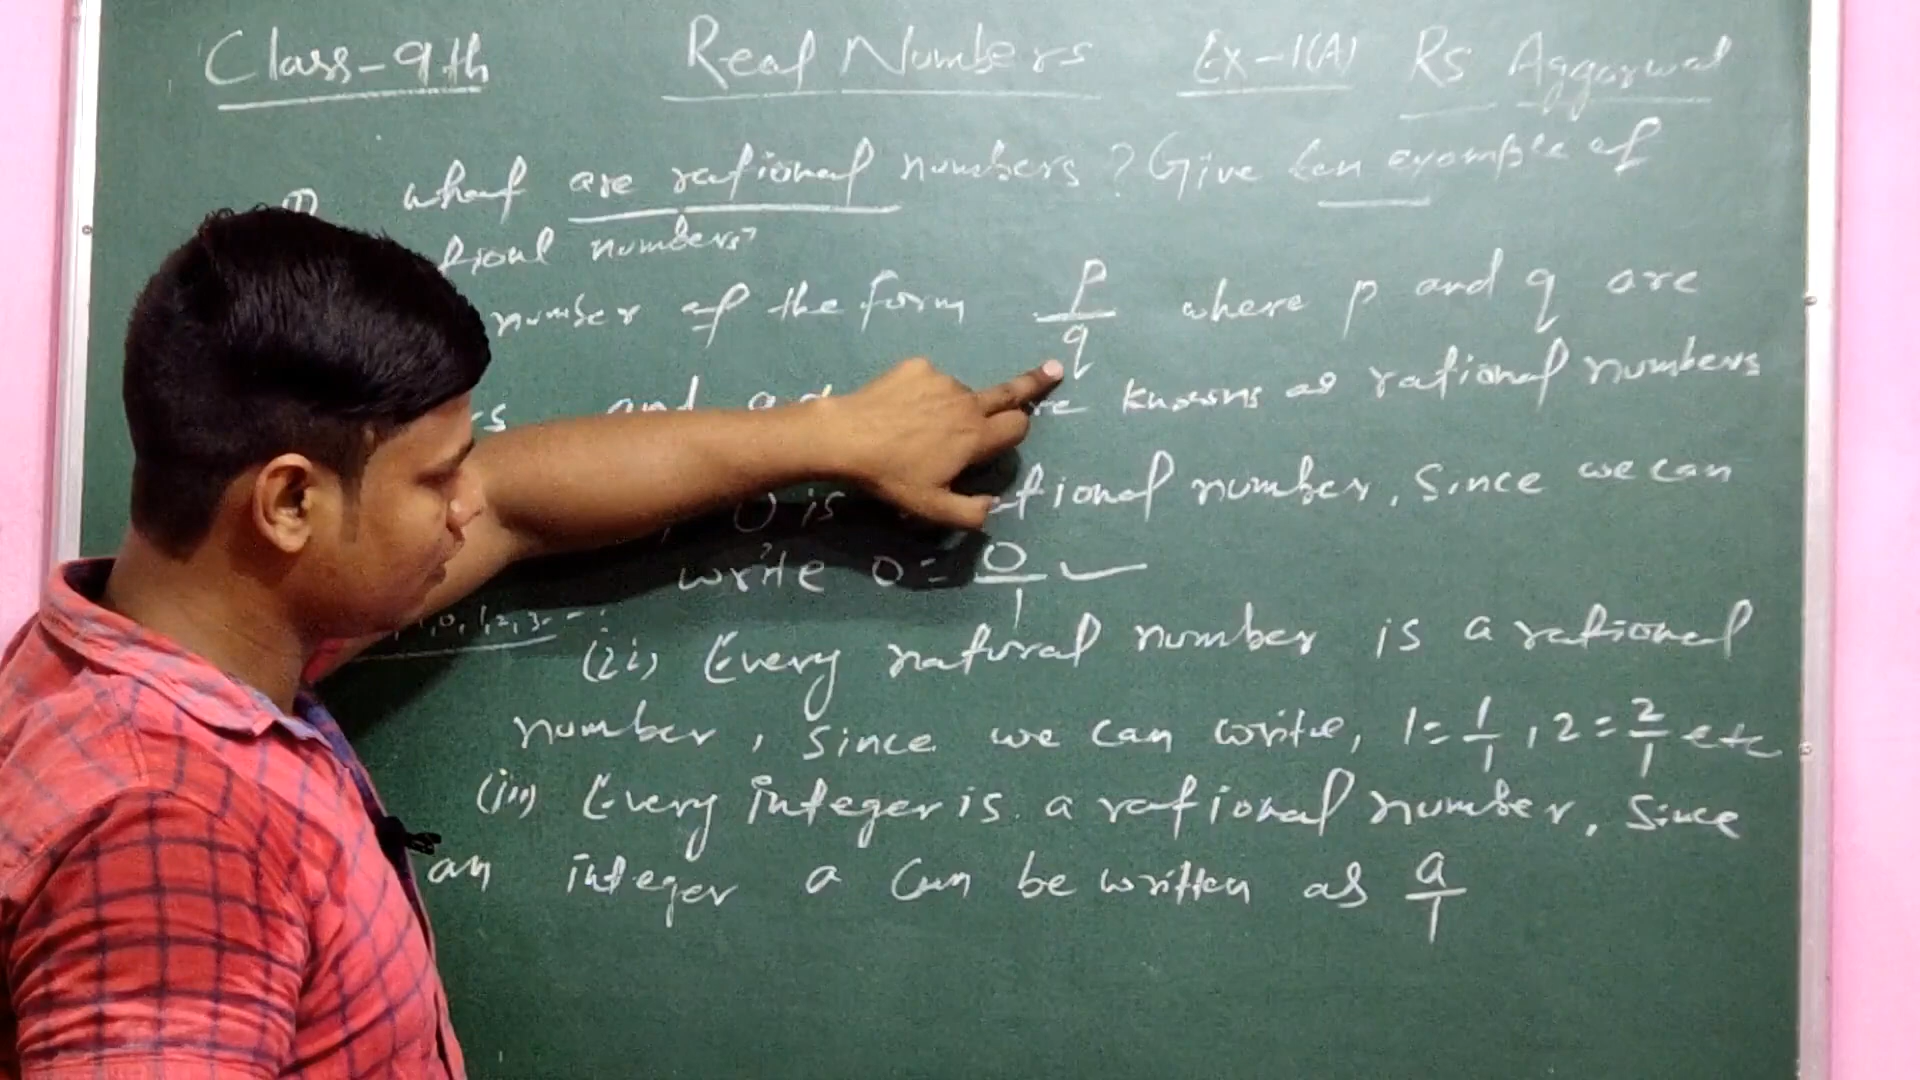 Class-9th Real Numbers Ex-1(A) RS Aggarwal
(1) what are rational numbers? Give ten example of
tional numbers?
number of the form p/q where p and q are
rs and re knowns as rational numbers
0 is ational number, Since we can
write 0 = 0/1
0, 1, 2, 3, --
(ii) Every natural number is a rational
number, Since we can write, 1=1/1, 2=2/1 etc
(iii) Every integer is a rational number, Since
an integer a can be written as a/1